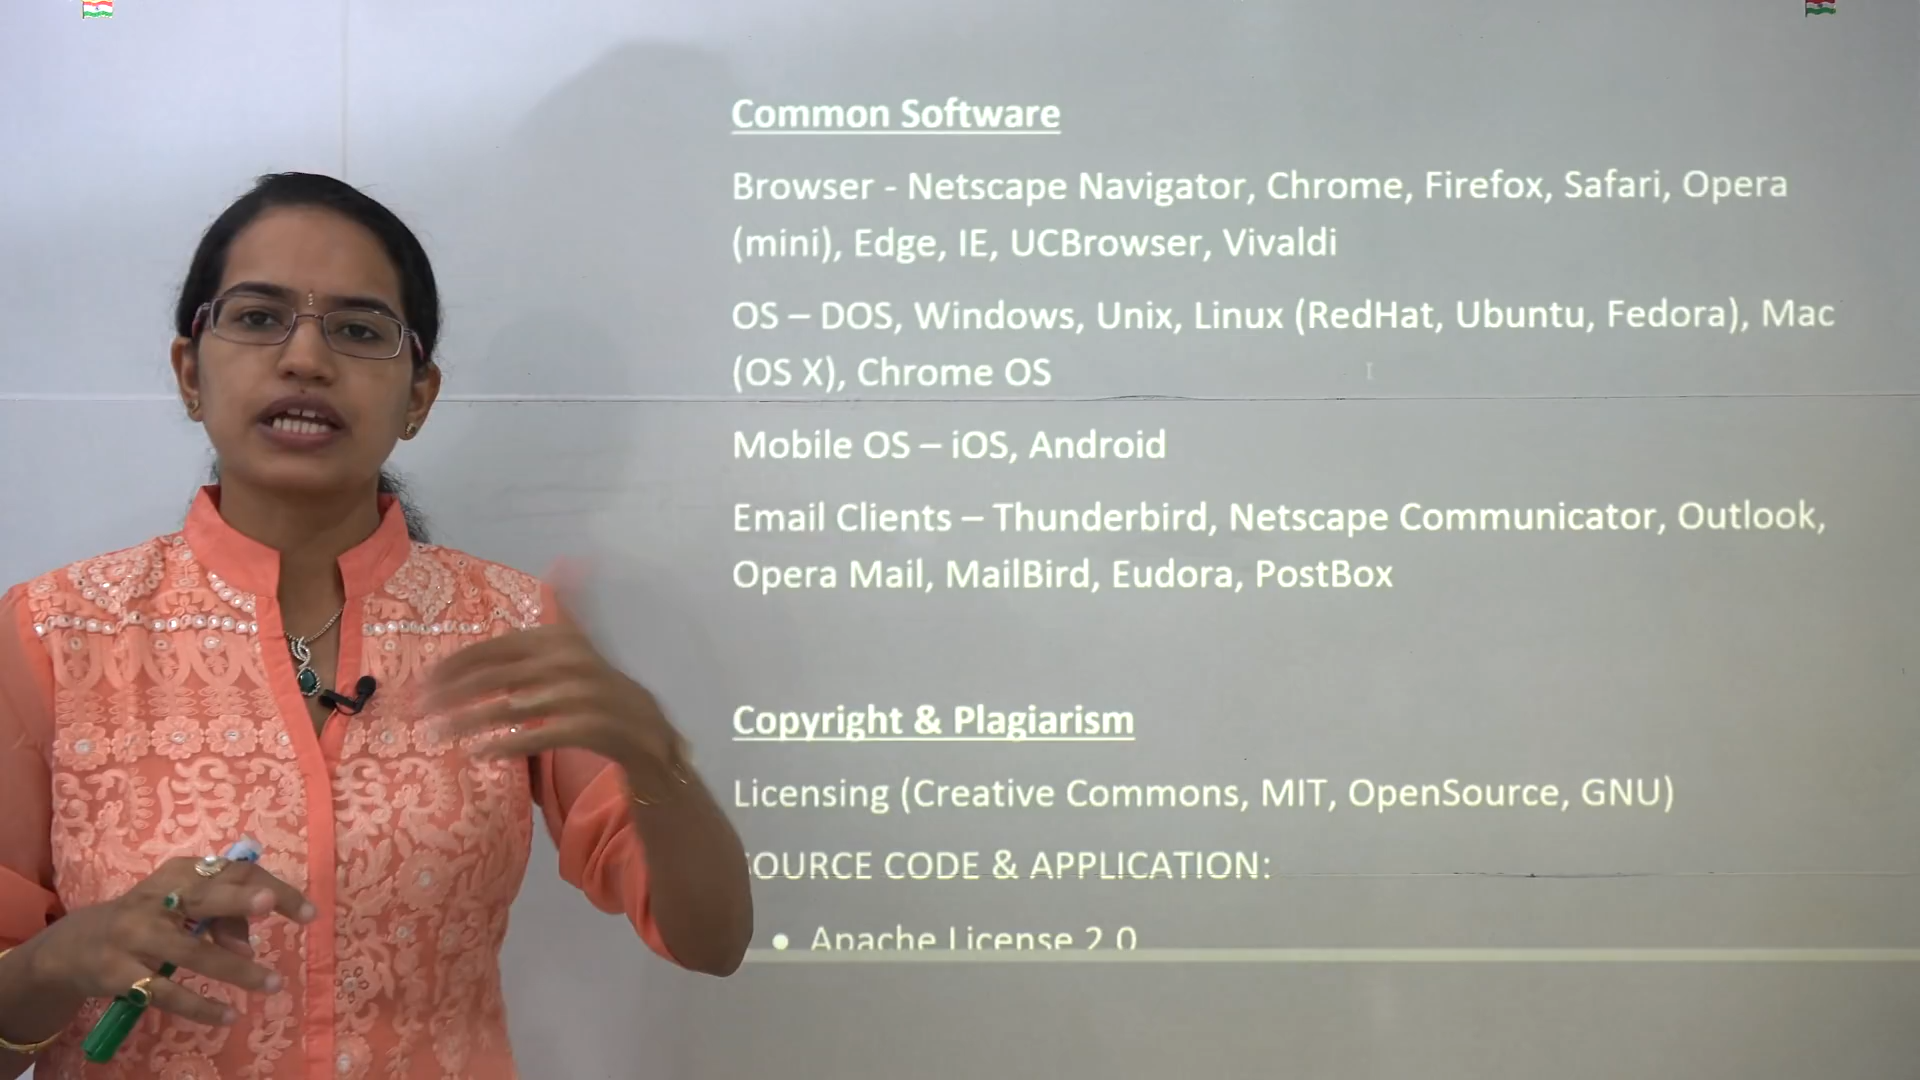 Common Software
Browser - Netscape Navigator, Chrome, Firefox, Safari, Opera
(mini), Edge, IE, UCBrowser, Vivaldi
OS – DOS, Windows, Unix, Linux (RedHat, Ubuntu, Fedora), Mac
(OS X), Chrome OS
Mobile OS – iOS, Android
Email Clients – Thunderbird, Netscape Communicator, Outlook,
Opera Mail, MailBird, Eudora, PostBox
Copyright & Plagiarism
Licensing (Creative Commons, MIT, OpenSource, GNU)
OURCE CODE & APPLICATION:
• Apache License 2.0